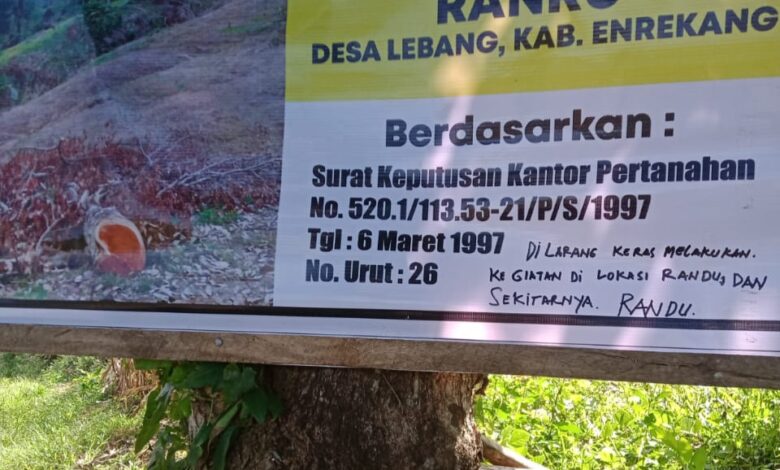 DESA LEBANG, KAB. ENREKANG
Berdasarkan :
Surat Keputusan Kantor Pertanahan
No. 520.1/113.53-21/P/S/1997
Tgl : 6 Maret 1997
No. Urut : 26
DI LARANG KERAS MELAKUKAN.
KEGIATAN DI LOKASI RANDU, DAN
SEKITARNYA. RANDU.